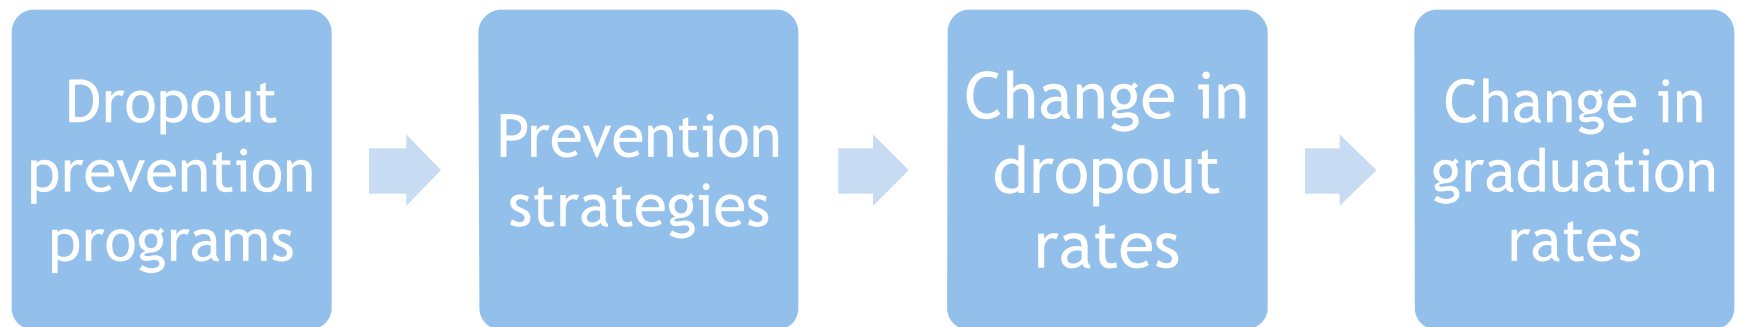 Dropout
prevention
programs
Prevention
strategies
Change in
dropout
rates
Change in
graduation
rates